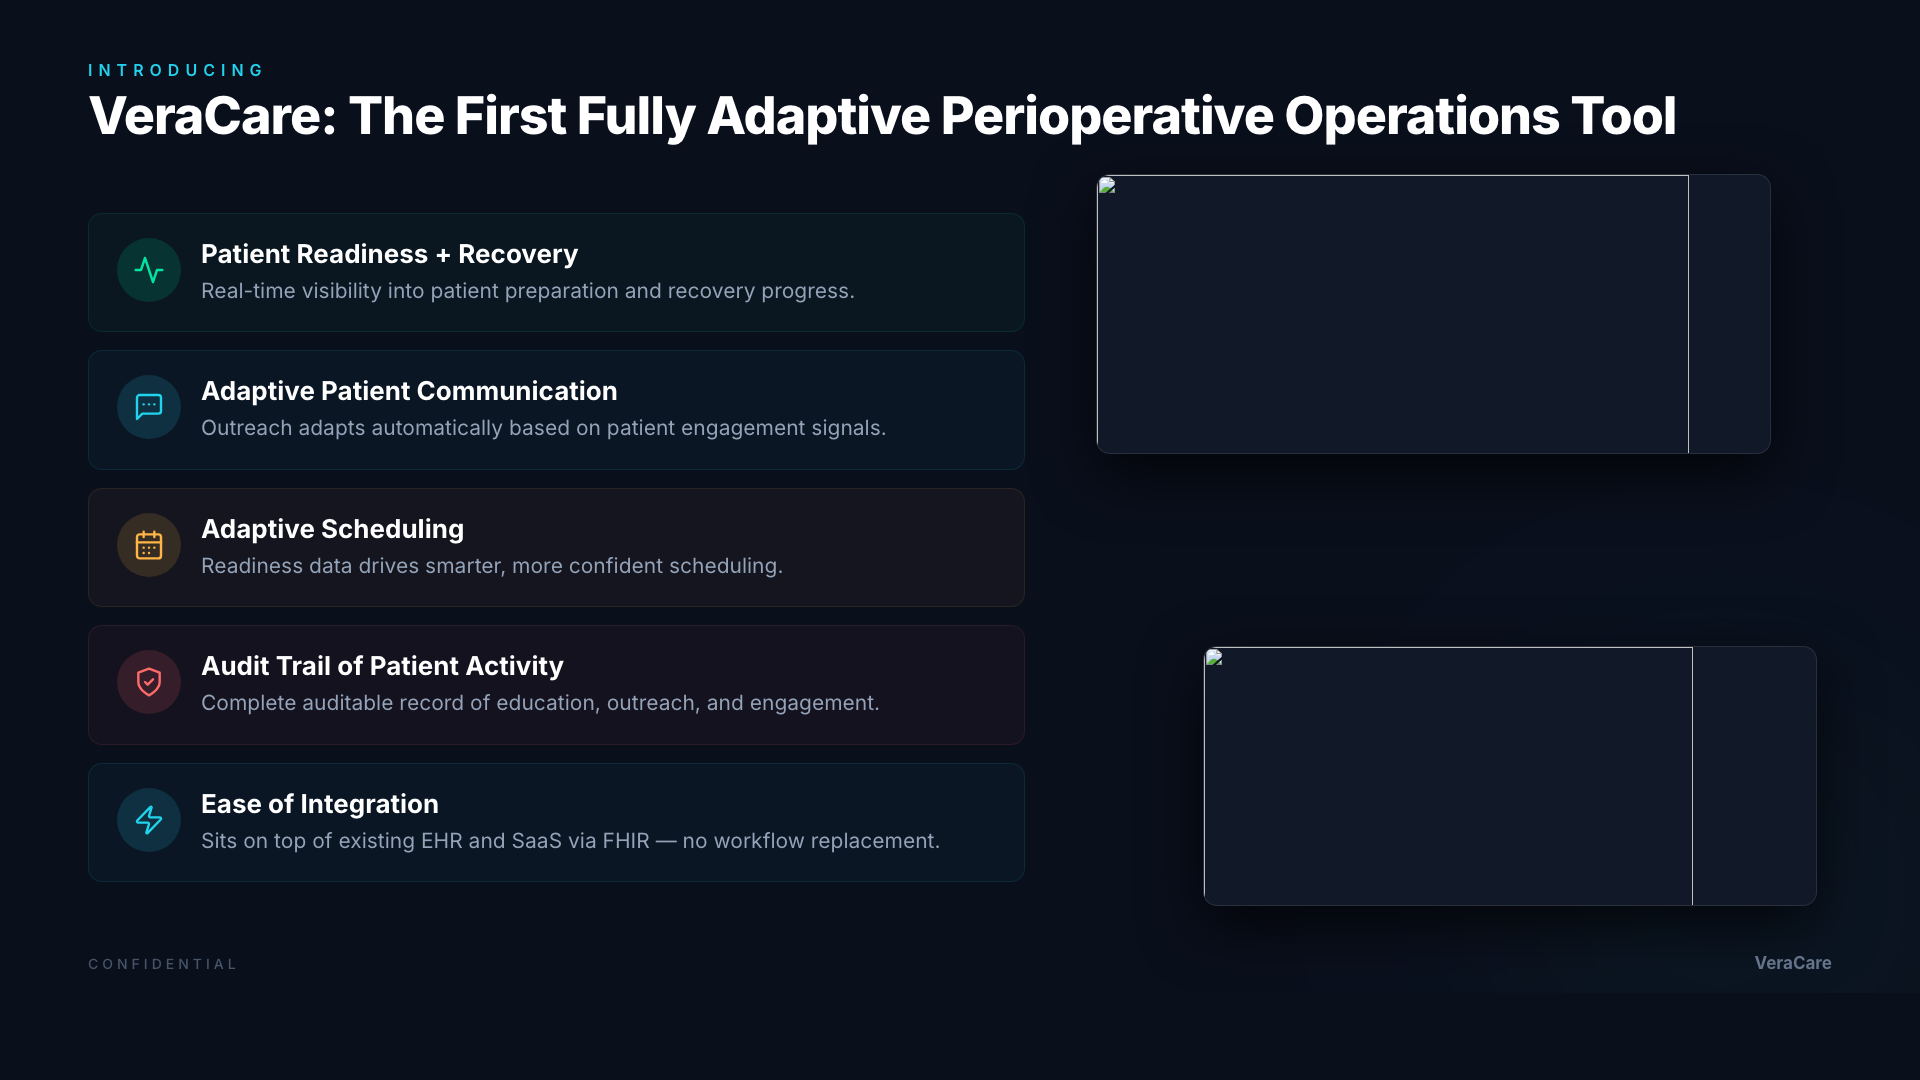 INTRODUCING
VeraCare: The First Fully Adaptive Perioperative Operations Tool
Patient Readiness + Recovery
Real-time visibility into patient preparation and recovery progress.
Adaptive Patient Communication
Outreach adapts automatically based on patient engagement signals.
Adaptive Scheduling
Readiness data drives smarter, more confident scheduling.
Audit Trail of Patient Activity
Complete auditable record of education, outreach, and engagement.
Ease of Integration
Sits on top of existing EHR and SaaS via FHIR — no workflow replacement.
CONFIDENTIAL
VeraCare